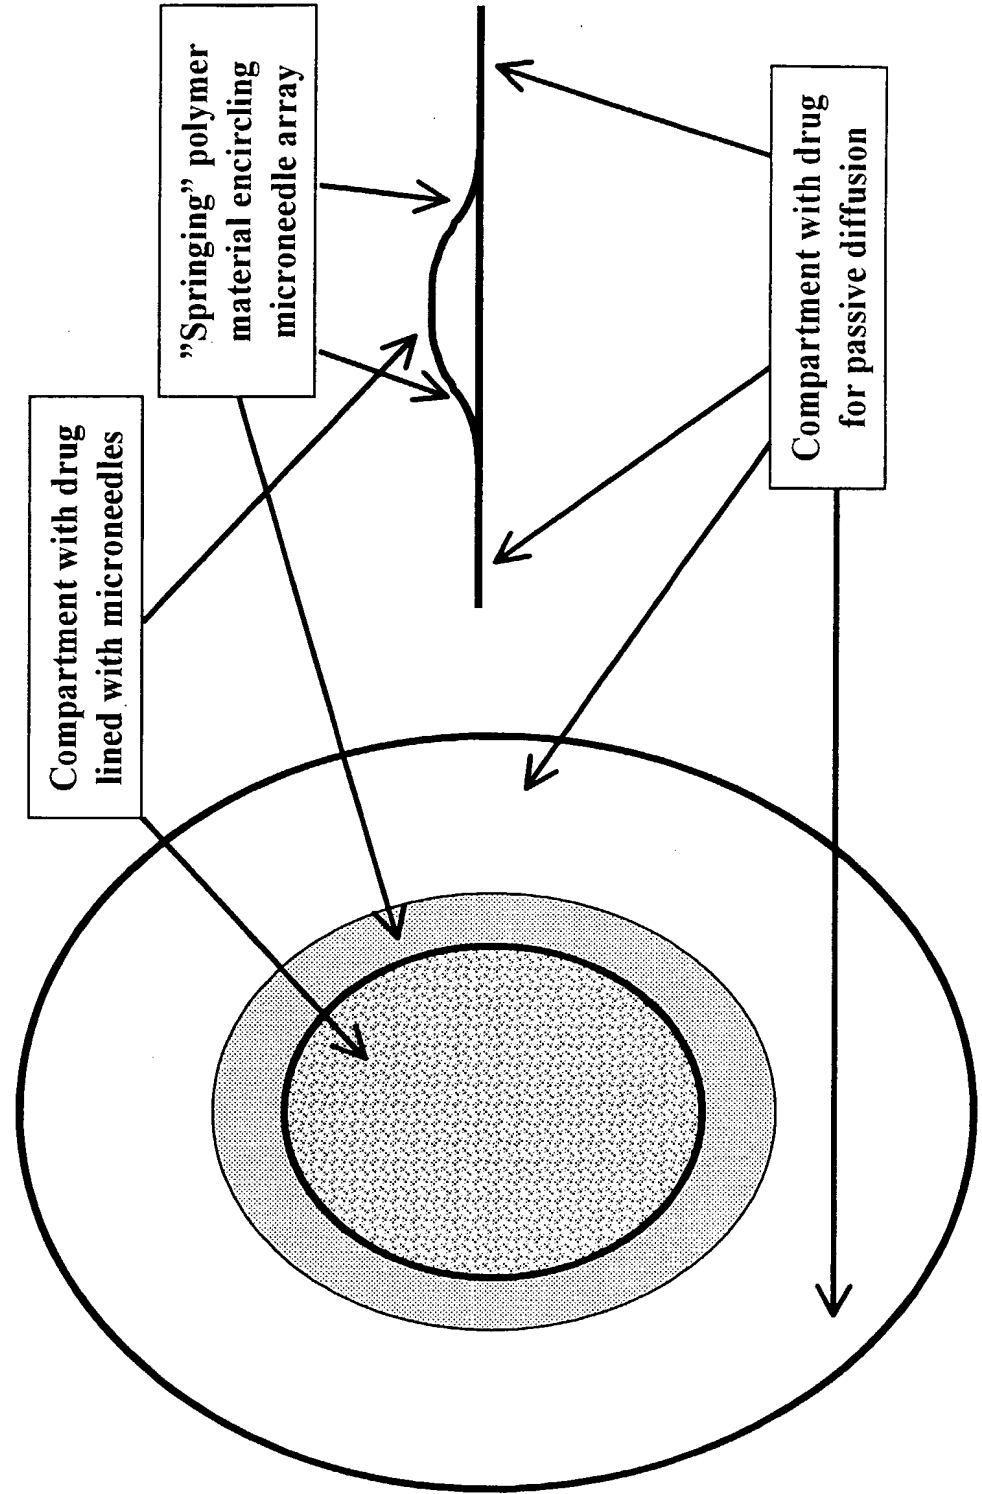 Compartment with drug
lined with microneedles
”Springing” polymer
material encircling
microneedle array
Compartment with drug
for passive diffusion